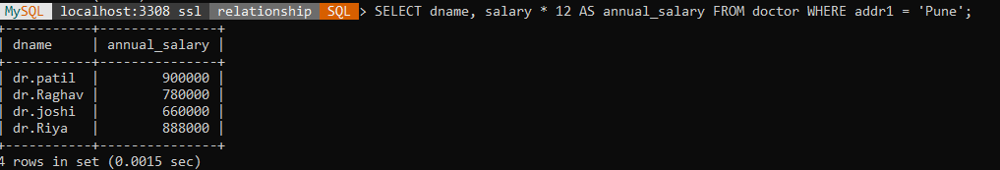 MySQL localhost:3308 ssl relationship SQL > SELECT dname, salary * 12 AS annual_salary FROM doctor WHERE addr1 = 'Pune';
+-----------+---------------+
| dname     | annual_salary |
+-----------+---------------+
| dr.patil  |        900000 |
| dr.Raghav |        780000 |
| dr.joshi  |        660000 |
| dr.Riya   |        888000 |
+-----------+---------------+
4 rows in set (0.0015 sec)